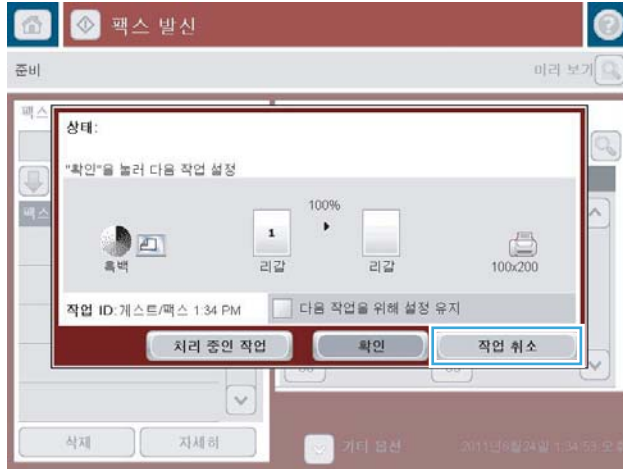 팩스 발신
준비
미리 보기
팩스
상태:
"확인"을 눌러 다음 작업 설정
팩스
100%
1
흑백
리갈
리갈
100x200
작업 ID:게스트/팩스 1:34 PM
다음 작업을 위해 설정 유지
처리 중인 작업
확인
작업 취소
삭제
자세히
기타 옵션
2011년6월24일 1:34:53 오후